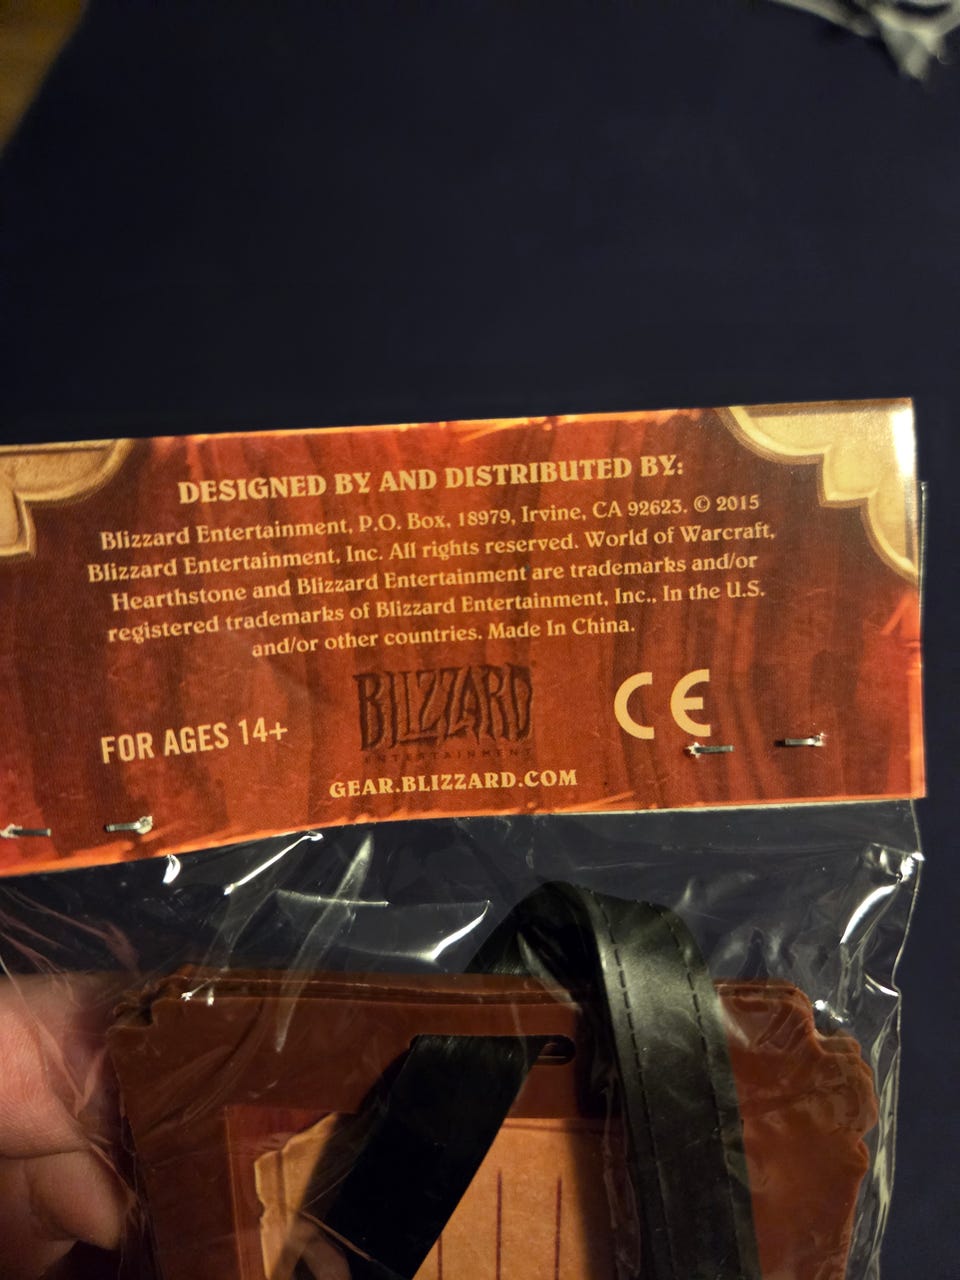 DESIGNED BY AND DISTRIBUTED BY:
Blizzard Entertainment, P.O. Box, 18979, Irvine, CA 92623. © 2015
Blizzard Entertainment, Inc. All rights reserved. World of Warcraft,
Hearthstone and Blizzard Entertainment are trademarks and/or
registered trademarks of Blizzard Entertainment, Inc., In the U.S.
and/or other countries. Made In China.
FOR AGES 14+
BLIZZARD
ENTERTAINMENT
CE
GEAR.BLIZZARD.COM